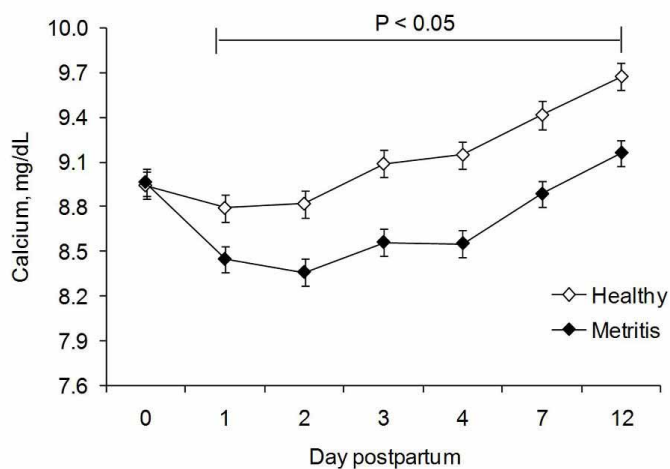 P < 0.05
10.0
9.7
9.4
9.1
8.8
8.5
8.2
7.9
7.6
Calcium, mg/dL
Healthy
Metritis
0 1 2 3 4 7 12
Day postpartum